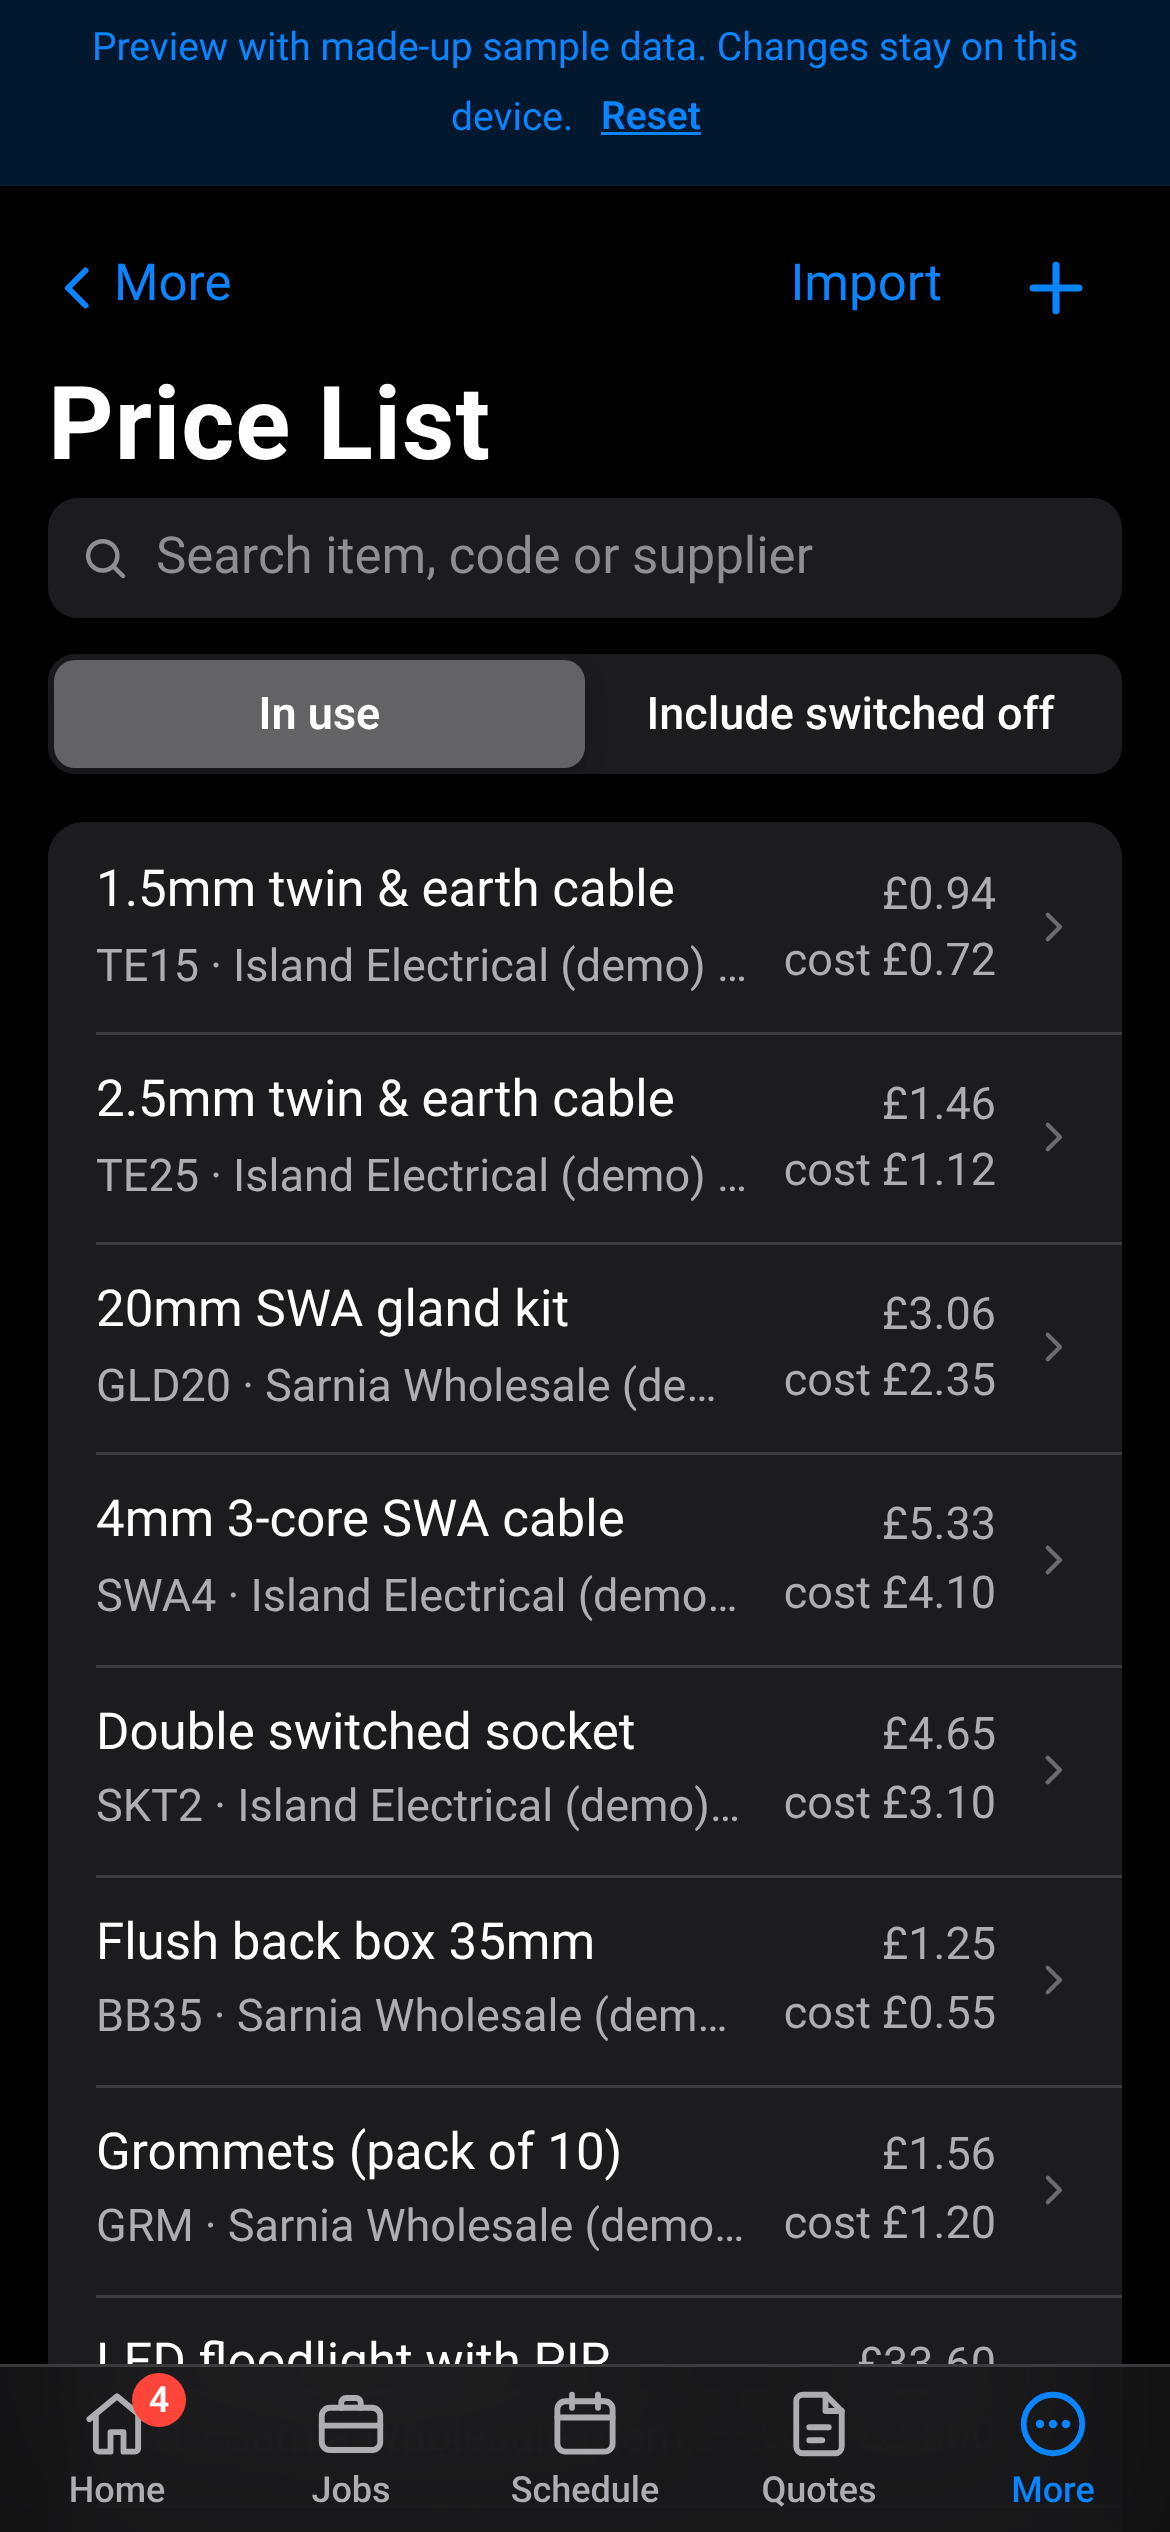 Preview with made-up sample data. Changes stay on this
device. Reset
More
Import
Price List
Search item, code or supplier
In use
Include switched off
1.5mm twin & earth cable
£0.94
TE15 · Island Electrical (demo) ...
cost £0.72
2.5mm twin & earth cable
£1.46
TE25 · Island Electrical (demo) ...
cost £1.12
20mm SWA gland kit
£3.06
GLD20 · Sarnia Wholesale (de...
cost £2.35
4mm 3-core SWA cable
£5.33
SWA4 · Island Electrical (demo...
cost £4.10
Double switched socket
£4.65
SKT2 · Island Electrical (demo)...
cost £3.10
Flush back box 35mm
£1.25
BB35 · Sarnia Wholesale (dem...
cost £0.55
Grommets (pack of 10)
£1.56
GRM · Sarnia Wholesale (demo...
cost £1.20
LED floodlight with PIR
£33.60
4
Home
Jobs
Schedule
Quotes
More